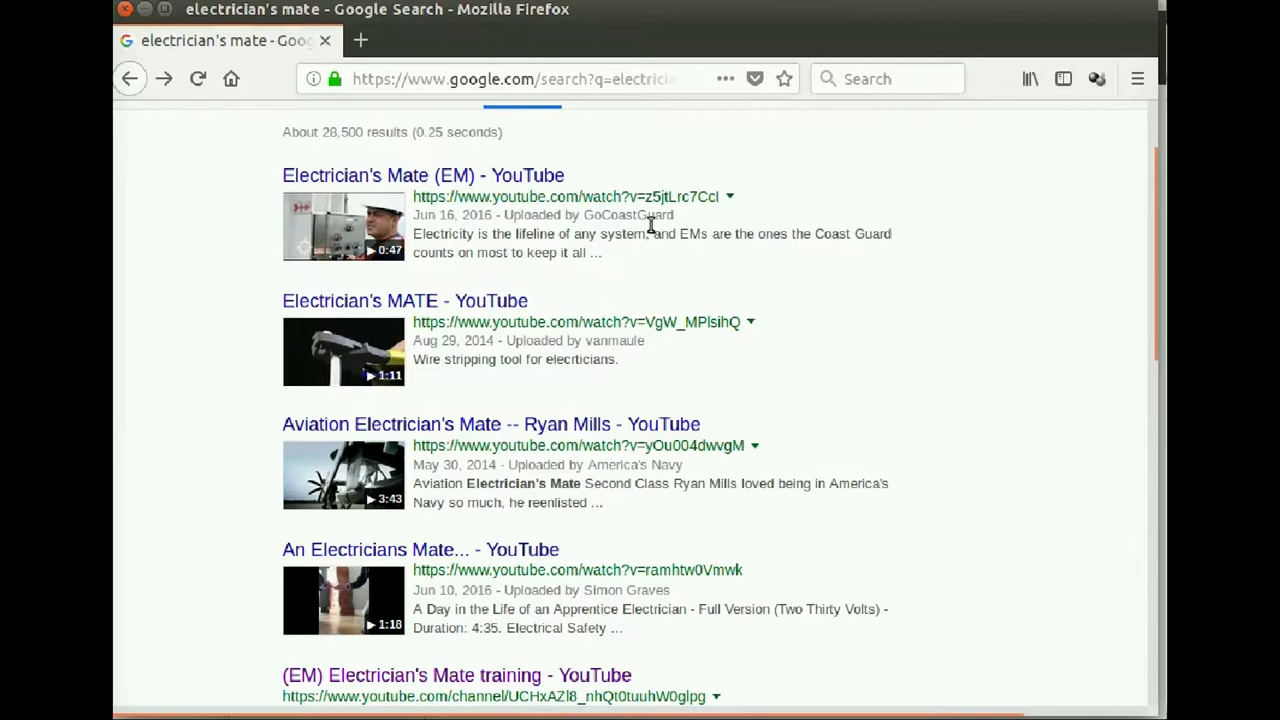 electrician's mate - Google Search - Mozilla Firefox
electrician's mate - Goo
https://www.google.com/search?q=electricia
Search
About 28,500 results (0.25 seconds)
Electrician's Mate (EM) - YouTube
https://www.youtube.com/watch?v=z5jtLrc7CcI
Jun 16, 2016 - Uploaded by GoCoastGuard
Electricity is the lifeline of any system, and EMs are the ones the Coast Guard
counts on most to keep it all ...
0:47
Electrician's MATE - YouTube
https://www.youtube.com/watch?v=VgW_MPlsihQ
Aug 29, 2014 - Uploaded by vanmaule
Wire stripping tool for elecrticians.
1:11
Aviation Electrician's Mate -- Ryan Mills - YouTube
https://www.youtube.com/watch?v=yOu004dwvgM
May 30, 2014 - Uploaded by America's Navy
Aviation Electrician's Mate Second Class Ryan Mills loved being in America's
Navy so much, he reenlisted ...
3:43
An Electricians Mate... - YouTube
https://www.youtube.com/watch?v=ramhtw0Vmwk
Jun 10, 2016 - Uploaded by Simon Graves
A Day in the Life of an Apprentice Electrician - Full Version (Two Thirty Volts) -
Duration: 4:35. Electrical Safety ...
1:18
(EM) Electrician's Mate training - YouTube
https://www.youtube.com/channel/UCHxAZl8_nhQt0tuuhW0glpg